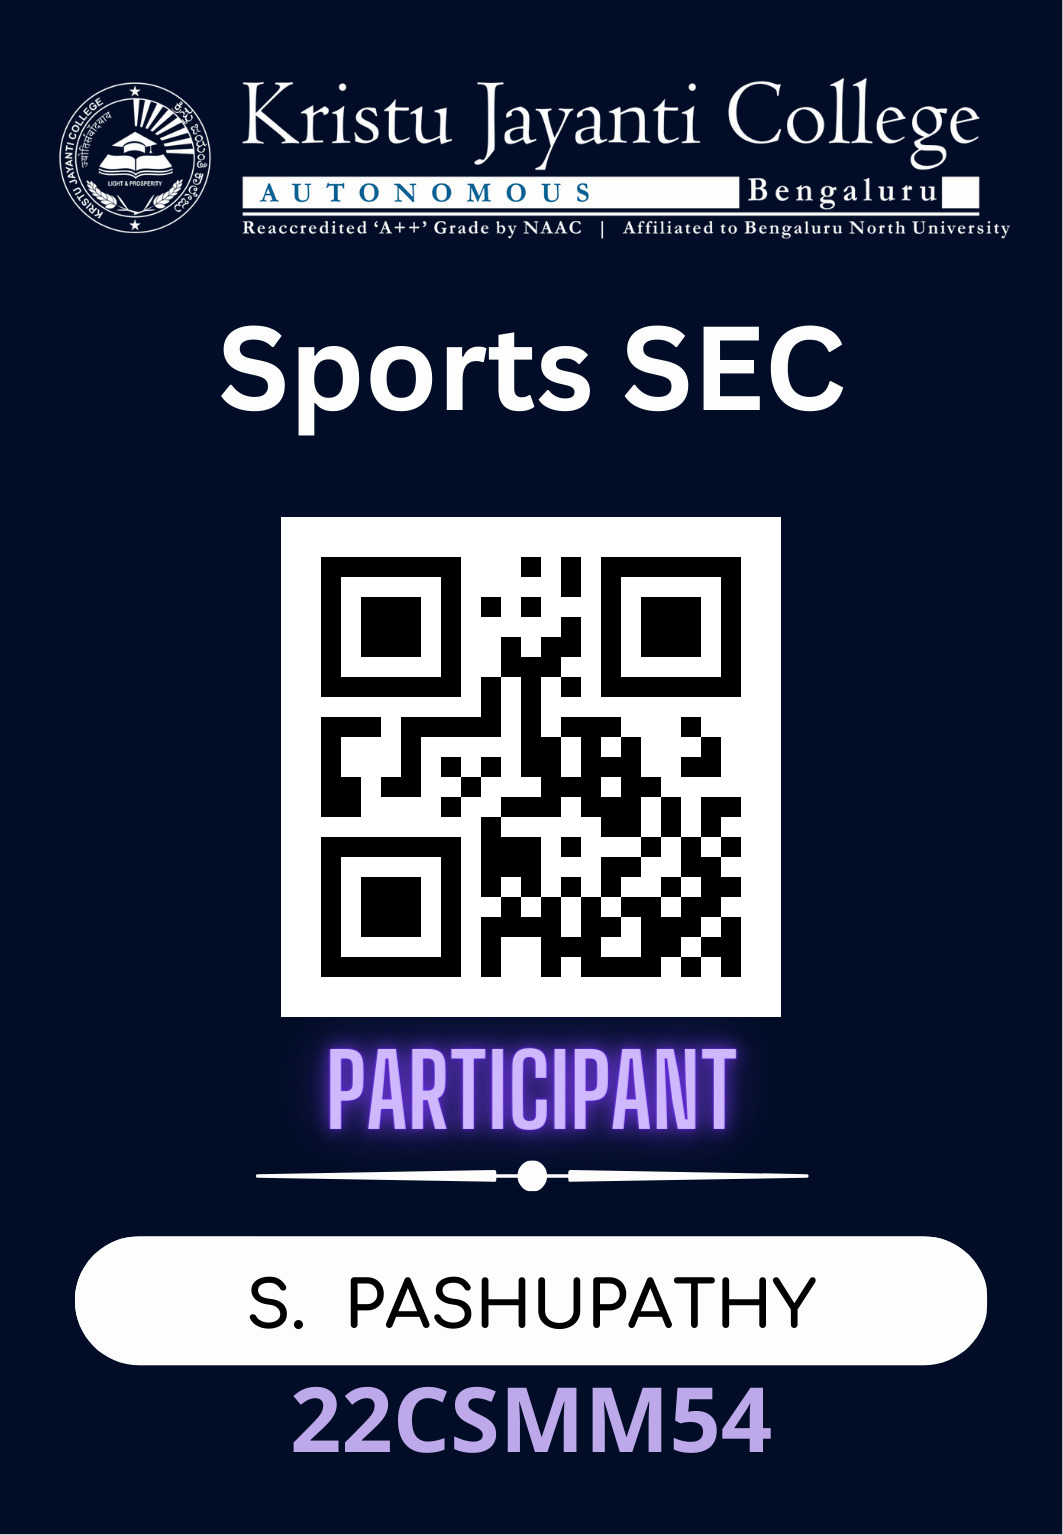 KRISTU JAYANTI COLLEGE
ಕ್ರಿಸ್ತು ಜಯಂತಿ ಕಾಲೇಜು
LIGHT & PROSPERITY
Kristu Jayanti College
AUTONOMOUS Bengaluru
Reaccredited ‘A++’ Grade by NAAC | Affiliated to Bengaluru North University
Sports SEC
PARTICIPANT
S. PASHUPATHY
22CSMM54